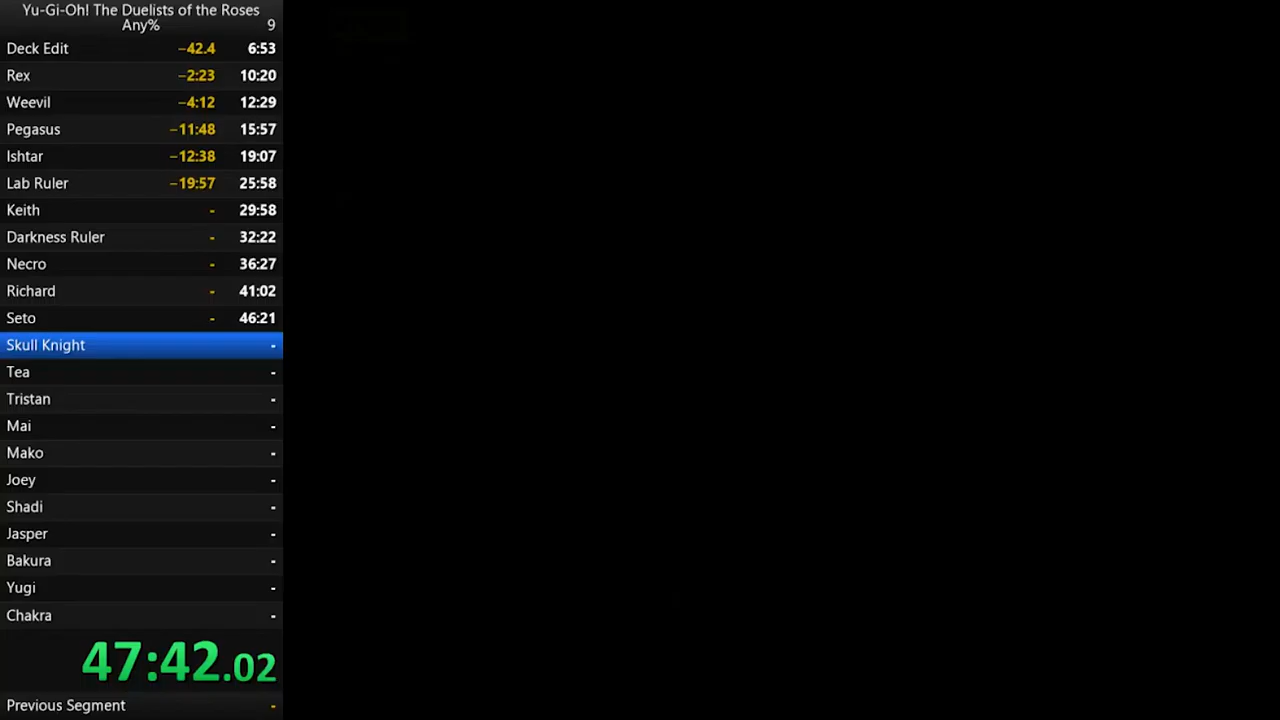 Yu-Gi-Oh! The Duelists of the Roses
Any% 9
Deck Edit −42.4 6:53
Rex −2:23 10:20
Weevil −4:12 12:29
Pegasus −11:48 15:57
Ishtar −12:38 19:07
Lab Ruler −19:57 25:58
Keith - 29:58
Darkness Ruler - 32:22
Necro - 36:27
Richard - 41:02
Seto - 46:21
Skull Knight -
Tea -
Tristan -
Mai -
Mako -
Joey -
Shadi -
Jasper -
Bakura -
Yugi -
Chakra -
47:42.02
Previous Segment -